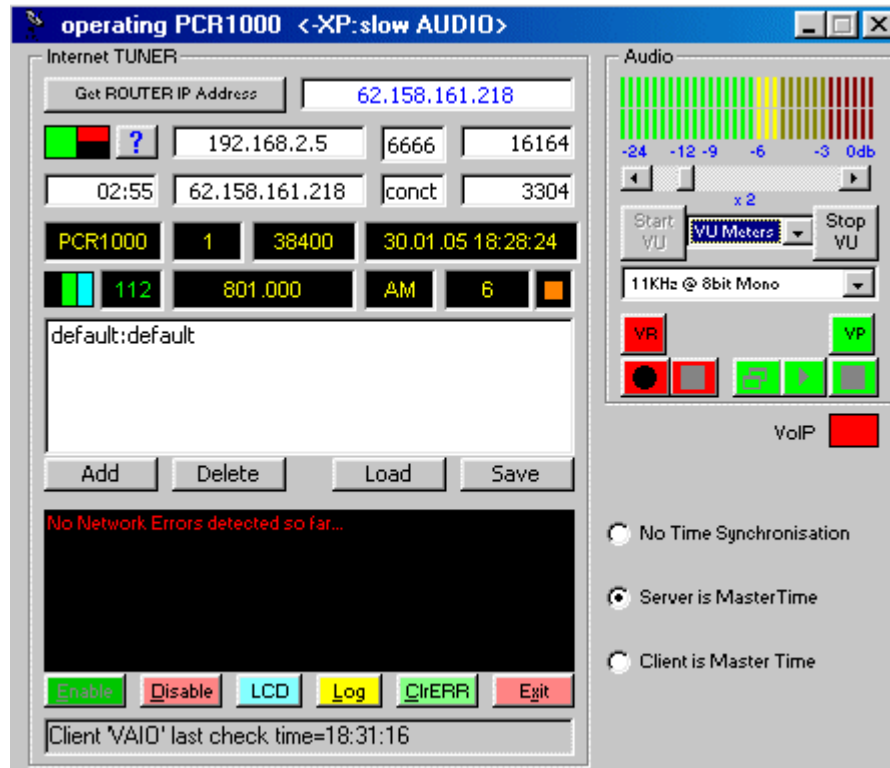 operating PCR1000 <-XP:slow AUDIO>
Internet TUNER
Get ROUTER IP Address 62.158.161.218
? 192.168.2.5 6666 16164
02:55 62.158.161.218 conct 3304
PCR1000 1 38400 30.01.05 18:28:24
112 801.000 AM 6
default:default
Add Delete Load Save
No Network Errors detected so far...
Enable Disable LCD Log ClrERR Exit
Client 'VAIO' last check time=18:31:16
Audio
-24 -12 -9 -6 -3 0db
x 2
Start VU VU Meters Stop VU
11KHz @ 8bit Mono
VR VP
VoIP
No Time Synchronisation
Server is MasterTime
Client is Master Time